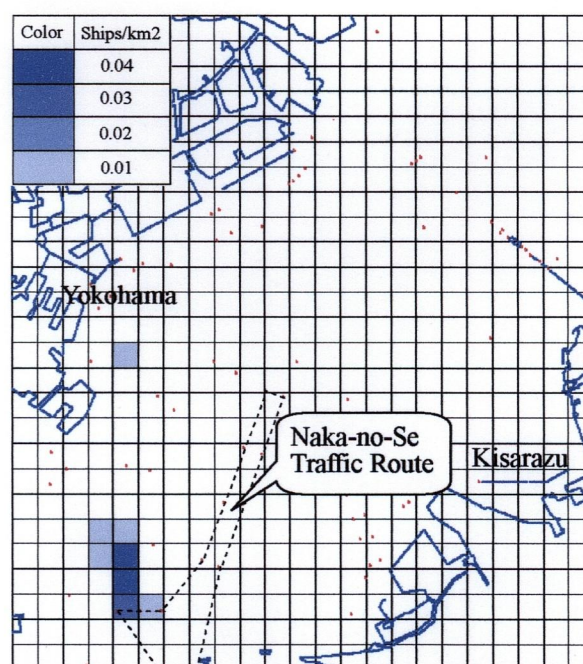 Color Ships/km2
0.04
0.03
0.02
0.01
Yokohama
Naka-no-Se
Traffic Route
Kisarazu